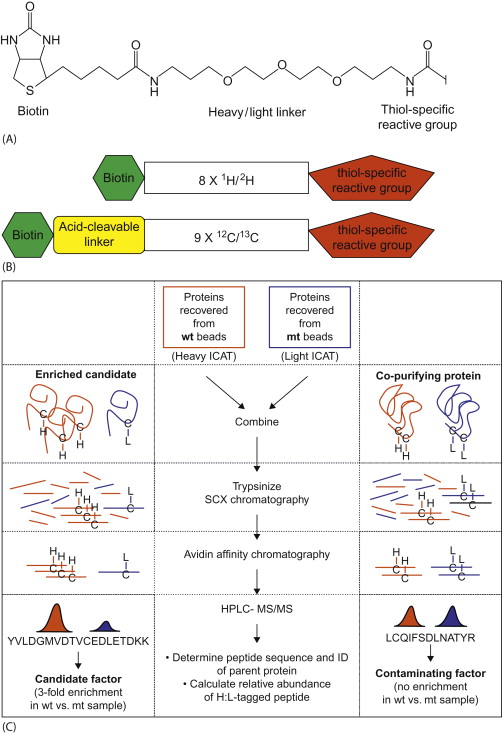 O
HN NH
S
O
N
H
O
O
O
N
H
O
I
Biotin
Heavy/light linker
Thiol-specific
reactive group
(A)
Biotin
8 X ¹H/²H
thiol-specific
reactive group
Biotin
Acid-cleavable
linker
9 X ¹²C/¹³C
thiol-specific
reactive group
(B)
Proteins
recovered
from
wt beads
(Heavy ICAT)
Proteins
recovered
from
mt beads
(Light ICAT)
Enriched candidate
Co-purifying protein
C
H
C
H
C
H
C
L
Combine
C
C
H
H
C
C
L
L
H
H
H
C
C
C
L
C
Trypsinize
SCX chromatography
H
H
C
C
L
L
C
C
H
H
H
C
C
C
L
C
Avidin affinity chromatography
H
H
C
C
L
L
C
C
YVLDGMVDTVCEDLETDKK
Candidate factor
(3-fold enrichment
in wt vs. mt sample)
HPLC- MS/MS
• Determine peptide sequence and ID
of parent protein
• Calculate relative abundance
of H:L-tagged peptide
LCQIFSDLNATYR
Contaminating factor
(no enrichment
in wt vs. mt sample)
(C)